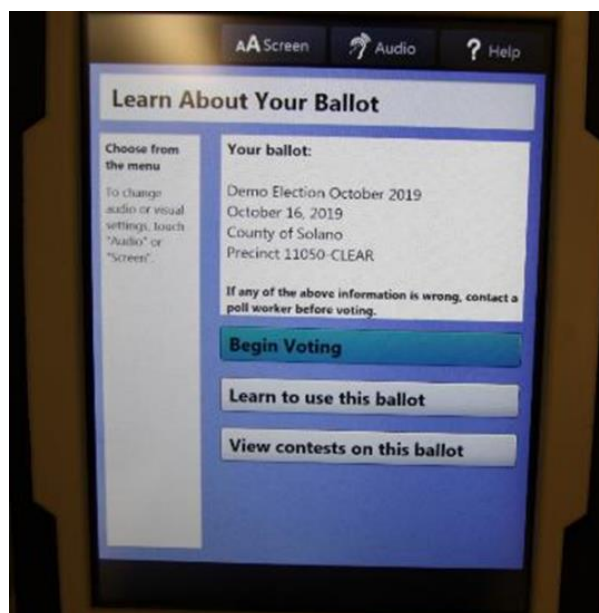 AA Screen
Audio
? Help
Learn About Your Ballot
Choose from
the menu
To change
audio or visual
settings, touch
"Audio" or
"Screen".
Your ballot:
Demo Election October 2019
October 16, 2019
County of Solano
Precinct 11050-CLEAR
If any of the above information is wrong, contact a
poll worker before voting.
Begin Voting
Learn to use this ballot
View contests on this ballot